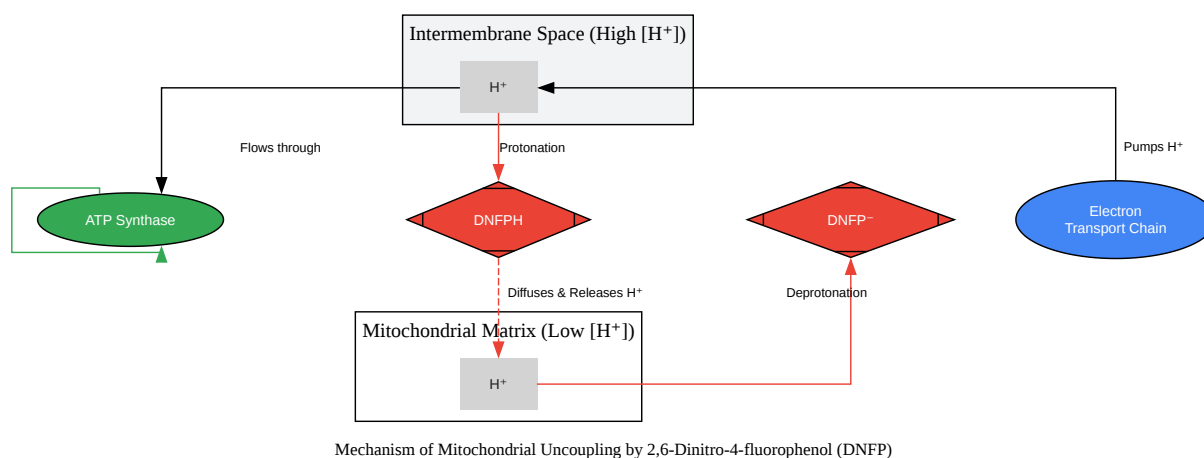 Intermembrane Space (High [H⁺])
H⁺
Flows through
Protonation
Pumps H⁺
ATP Synthase
DNFPH
DNFP⁻
Electron
Transport Chain
Diffuses & Releases H⁺
Deprotonation
Mitochondrial Matrix (Low [H⁺])
H⁺
Mechanism of Mitochondrial Uncoupling by 2,6-Dinitro-4-fluorophenol (DNFP)